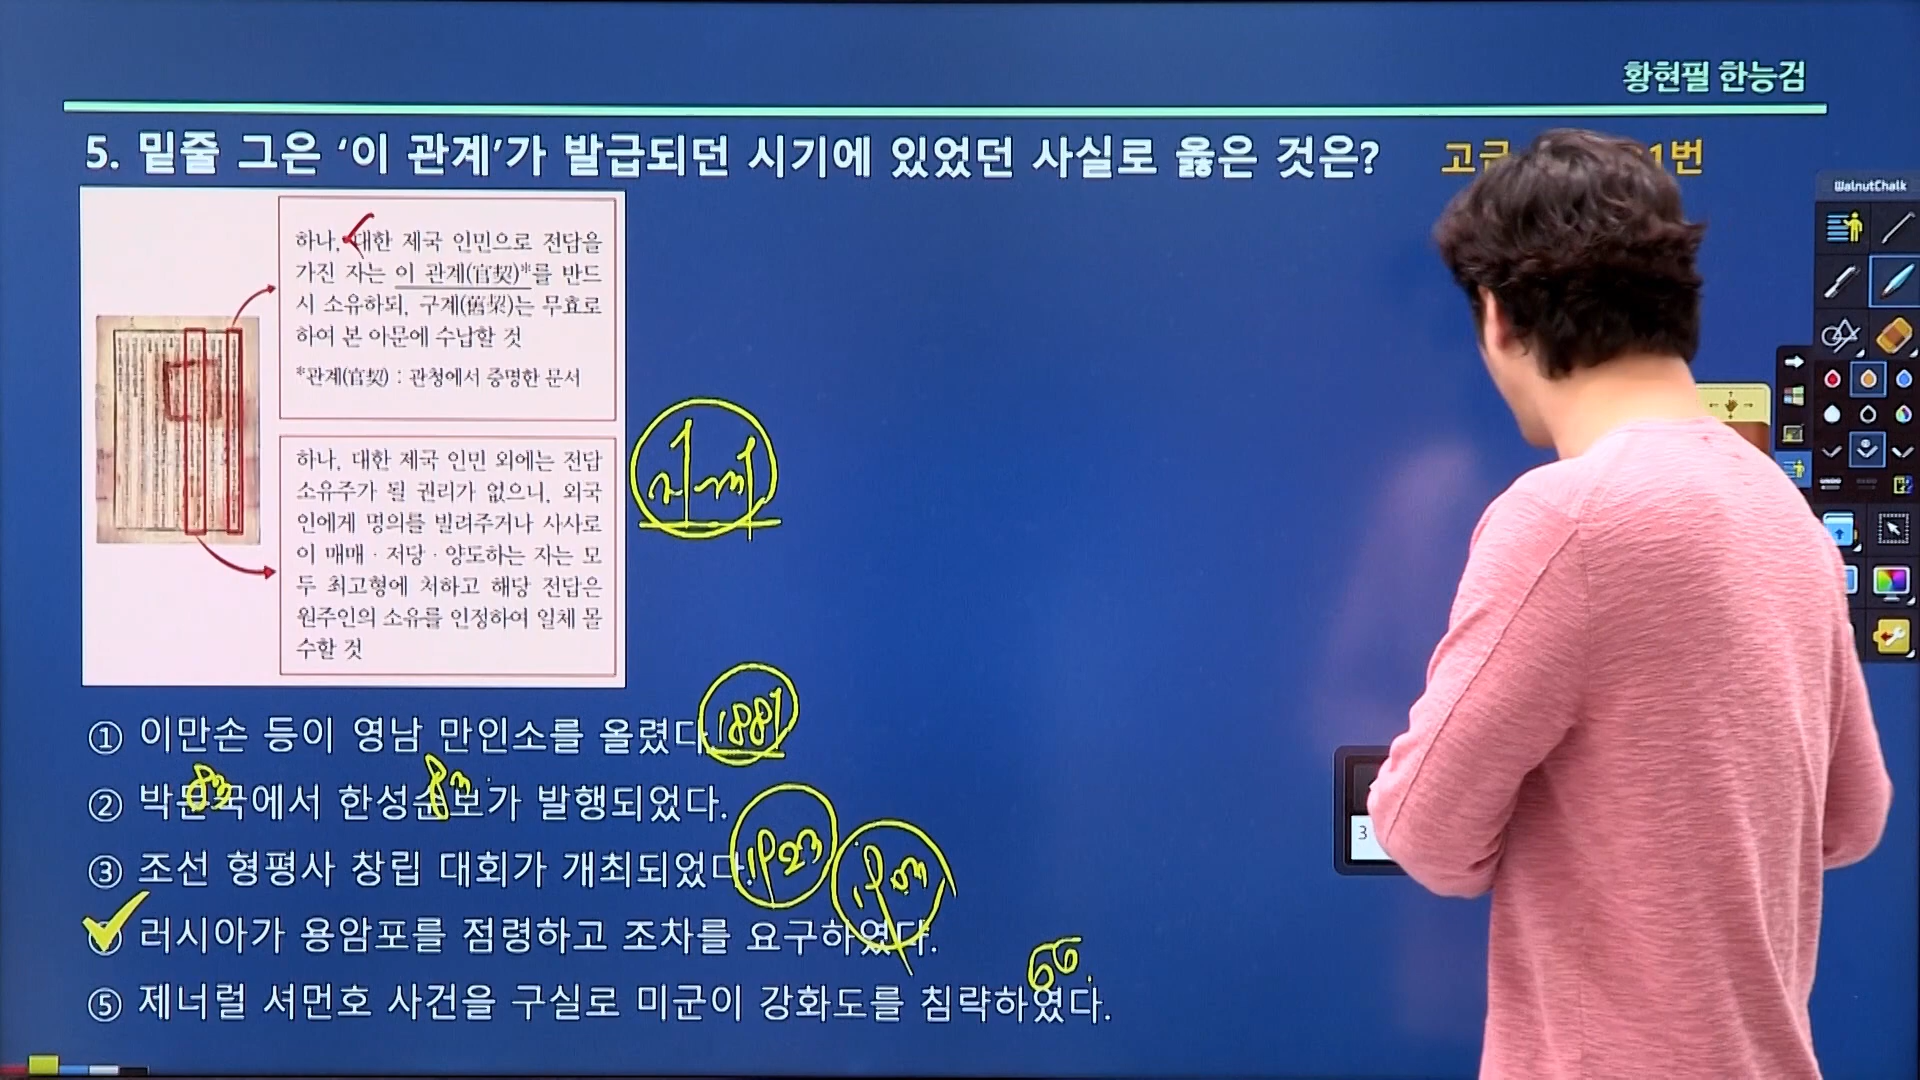 황현필 한능검
5. 밑줄 그은 ‘이 관계’가 발급되던 시기에 있었던 사실로 옳은 것은?
1번
WalnutChalk
하나, 대한 제국 인민으로 전답을
가진 자는 이 관계(官契)*를 반드
시 소유하되, 구계(舊契)는 무효로
하여 본 아문에 수납할 것
*관계(官契) : 관청에서 증명한 문서
하나, 대한 제국 인민 외에는 전답
소유주가 될 권리가 없으니, 외국
인에게 명의를 빌려주거나 사사로
이 매매 · 저당 · 양도하는 자는 모
두 최고형에 처하고 해당 전답은
원주인의 소유를 인정하여 일체 몰
수할 것
지계
① 이만손 등이 영남 만인소를 올렸다. 1881
② 박문국에서 한성순보가 발행되었다.
83 83
③ 조선 형평사 창립 대회가 개최되었다. 1923
러시아가 용암포를 점령하고 조차를 요구하였다. 1903
⑤ 제너럴 셔먼호 사건을 구실로 미군이 강화도를 침략하였다.
66
3